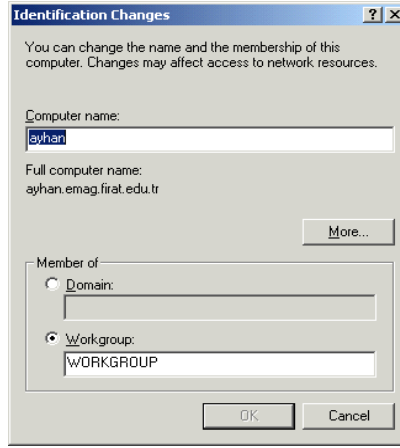 Identification Changes
You can change the name and the membership of this
computer. Changes may affect access to network resources.
Computer name:
ayhan
Full computer name:
ayhan.emag.firat.edu.tr
More...
Member of
Domain:
Workgroup:
WORKGROUP
OK
Cancel